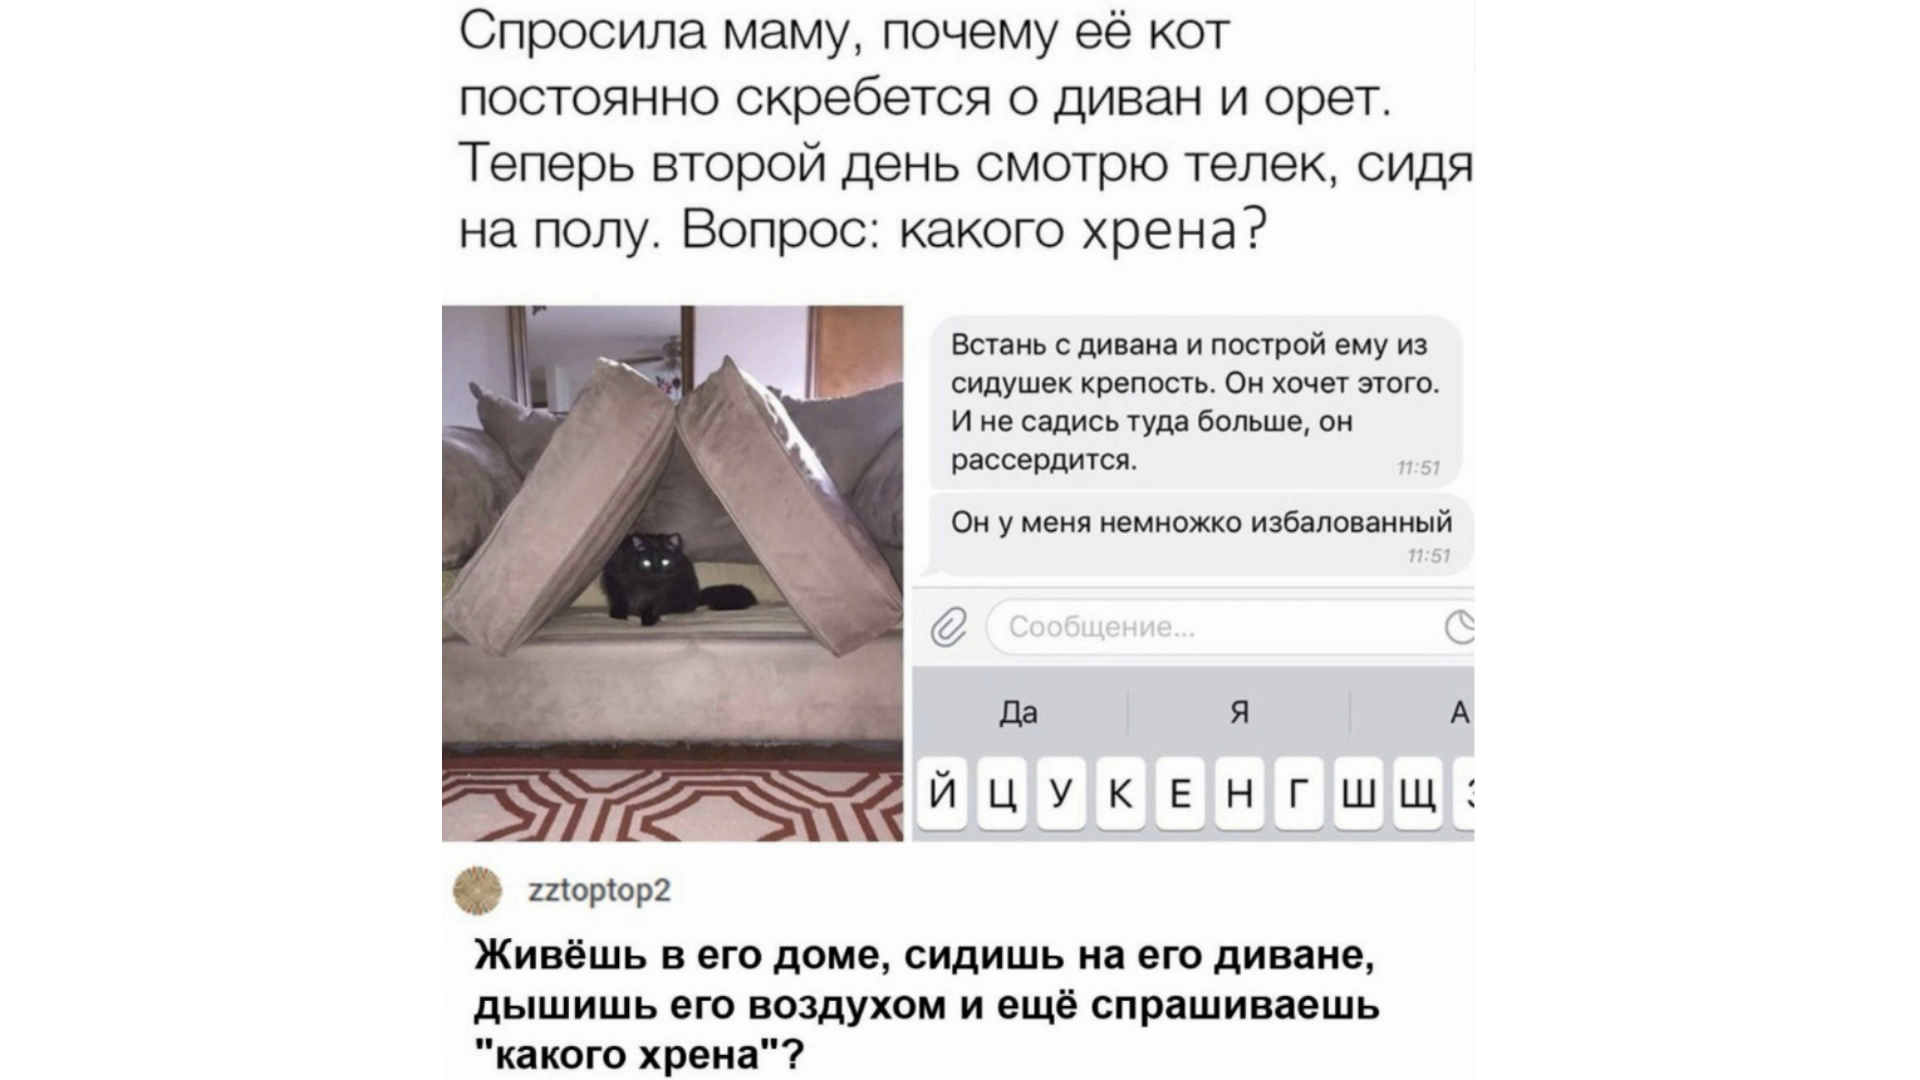 Спросила маму, почему её кот
постоянно скребется о диван и орет.
Теперь второй день смотрю телек, сидя
на полу. Вопрос: какого хрена?
Встань с дивана и построй ему из
сидушек крепость. Он хочет этого.
И не садись туда больше, он
рассердится.
11:51
Он у меня немножко избалованный
11:51
Сообщение...
Да Я А
Й Ц У К Е Н Г Ш Щ
zztoptop2
Живёшь в его доме, сидишь на его диване,
дышишь его воздухом и ещё спрашиваешь
"какого хрена"?